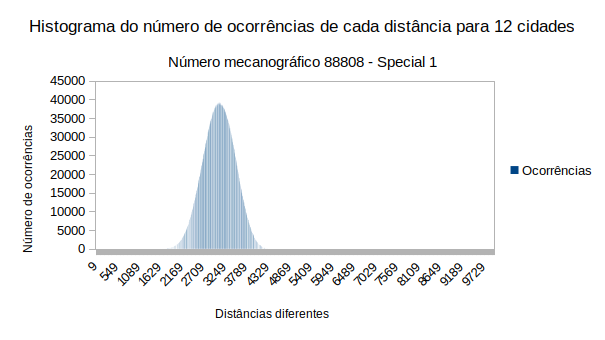 Histograma do número de ocorrências de cada distância para 12 cidades
Número mecanográfico 88808 - Special 1
45000
40000
35000
30000
25000
20000
15000
10000
5000
0
Número de ocorrências
Ocorrências
9 549 1089 1629 2169 2709 3249 3789 4329 4869 5409 5949 6489 7029 7569 8109 8649 9189 9729
Distâncias diferentes